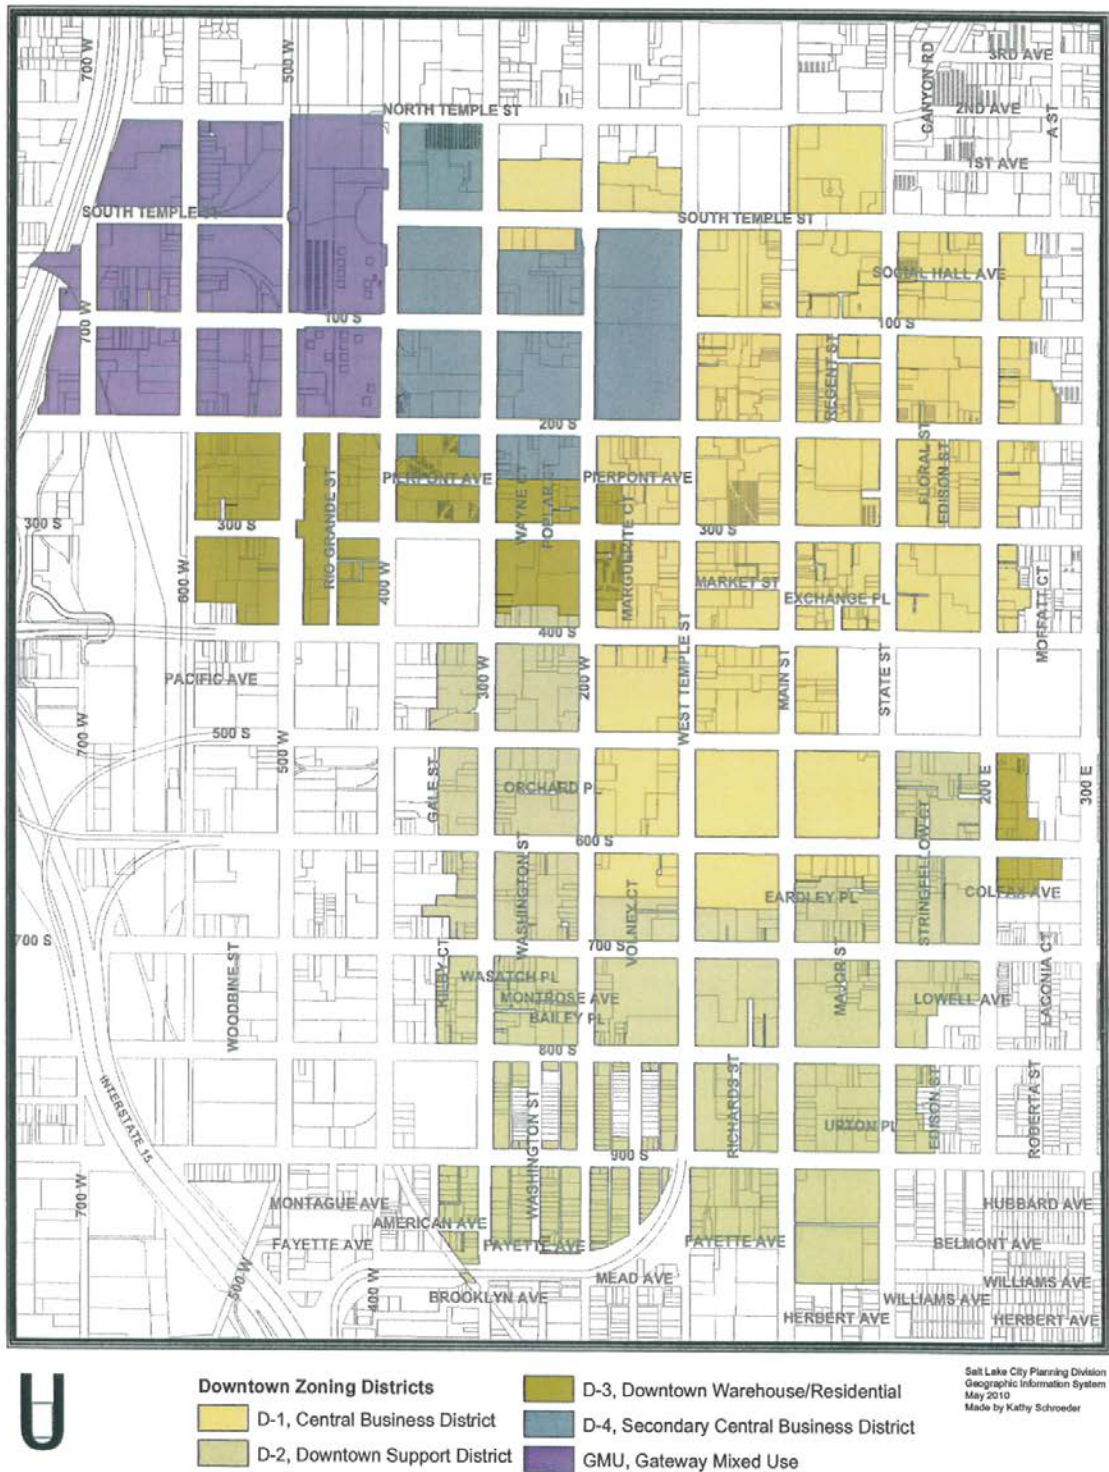 700 W
500 W
CANYON RD
3RD AVE
NORTH TEMPLE ST
2ND AVE
A ST
1ST AVE
SOUTH TEMPLE ST
SOUTH TEMPLE ST
SOCIAL HALL AVE
700 W
100 S
100 S
REGENT ST
200 S
FLORAL ST
EDISON ST
PIERPONT AVE
PIERPONT AVE
WAYNE CT
POPLAR
MARGUERITE CT
300 S
300 S
300 S
RIO GRANDE ST
600 W
400 W
MARKET ST
EXCHANGE PL
MOFFATT CT
400 S
PACIFIC AVE
300 W
200 W
WEST TEMPLE ST
MAIN ST
STATE ST
500 S
700 W
500 W
GALE ST
ORCHARD PL
STRINGFELLOW CT
200 E
300 E
600 S
WASHINGTON ST
VOLNEY CT
EARDLEY PL
COLFAX AVE
700 S
700 S
WOODBINE ST
KILBY CT
WASATCH PL
MONTROSE AVE
BAILEY PL
MAJOR ST
LOWELL AVE
LACONIA CT
800 S
INTERSTATE 15
WASHINGTON ST
RICHARDS ST
UPTON PL
EDISON ST
ROBERTA ST
900 S
700 W
MONTAGUE AVE
AMERICAN AVE
HUBBARD AVE
FAYETTE AVE
FAYETTE AVE
FAYETTE AVE
BELMONT AVE
500 W
400 W
MEAD AVE
BROOKLYN AVE
WILLIAMS AVE
WILLIAMS AVE
HERBERT AVE
HERBERT AVE
Downtown Zoning Districts
D-1, Central Business District
D-2, Downtown Support District
D-3, Downtown Warehouse/Residential
D-4, Secondary Central Business District
GMU, Gateway Mixed Use
Salt Lake City Planning Division
Geographic Information System
May 2010
Made by Kathy Schroeder